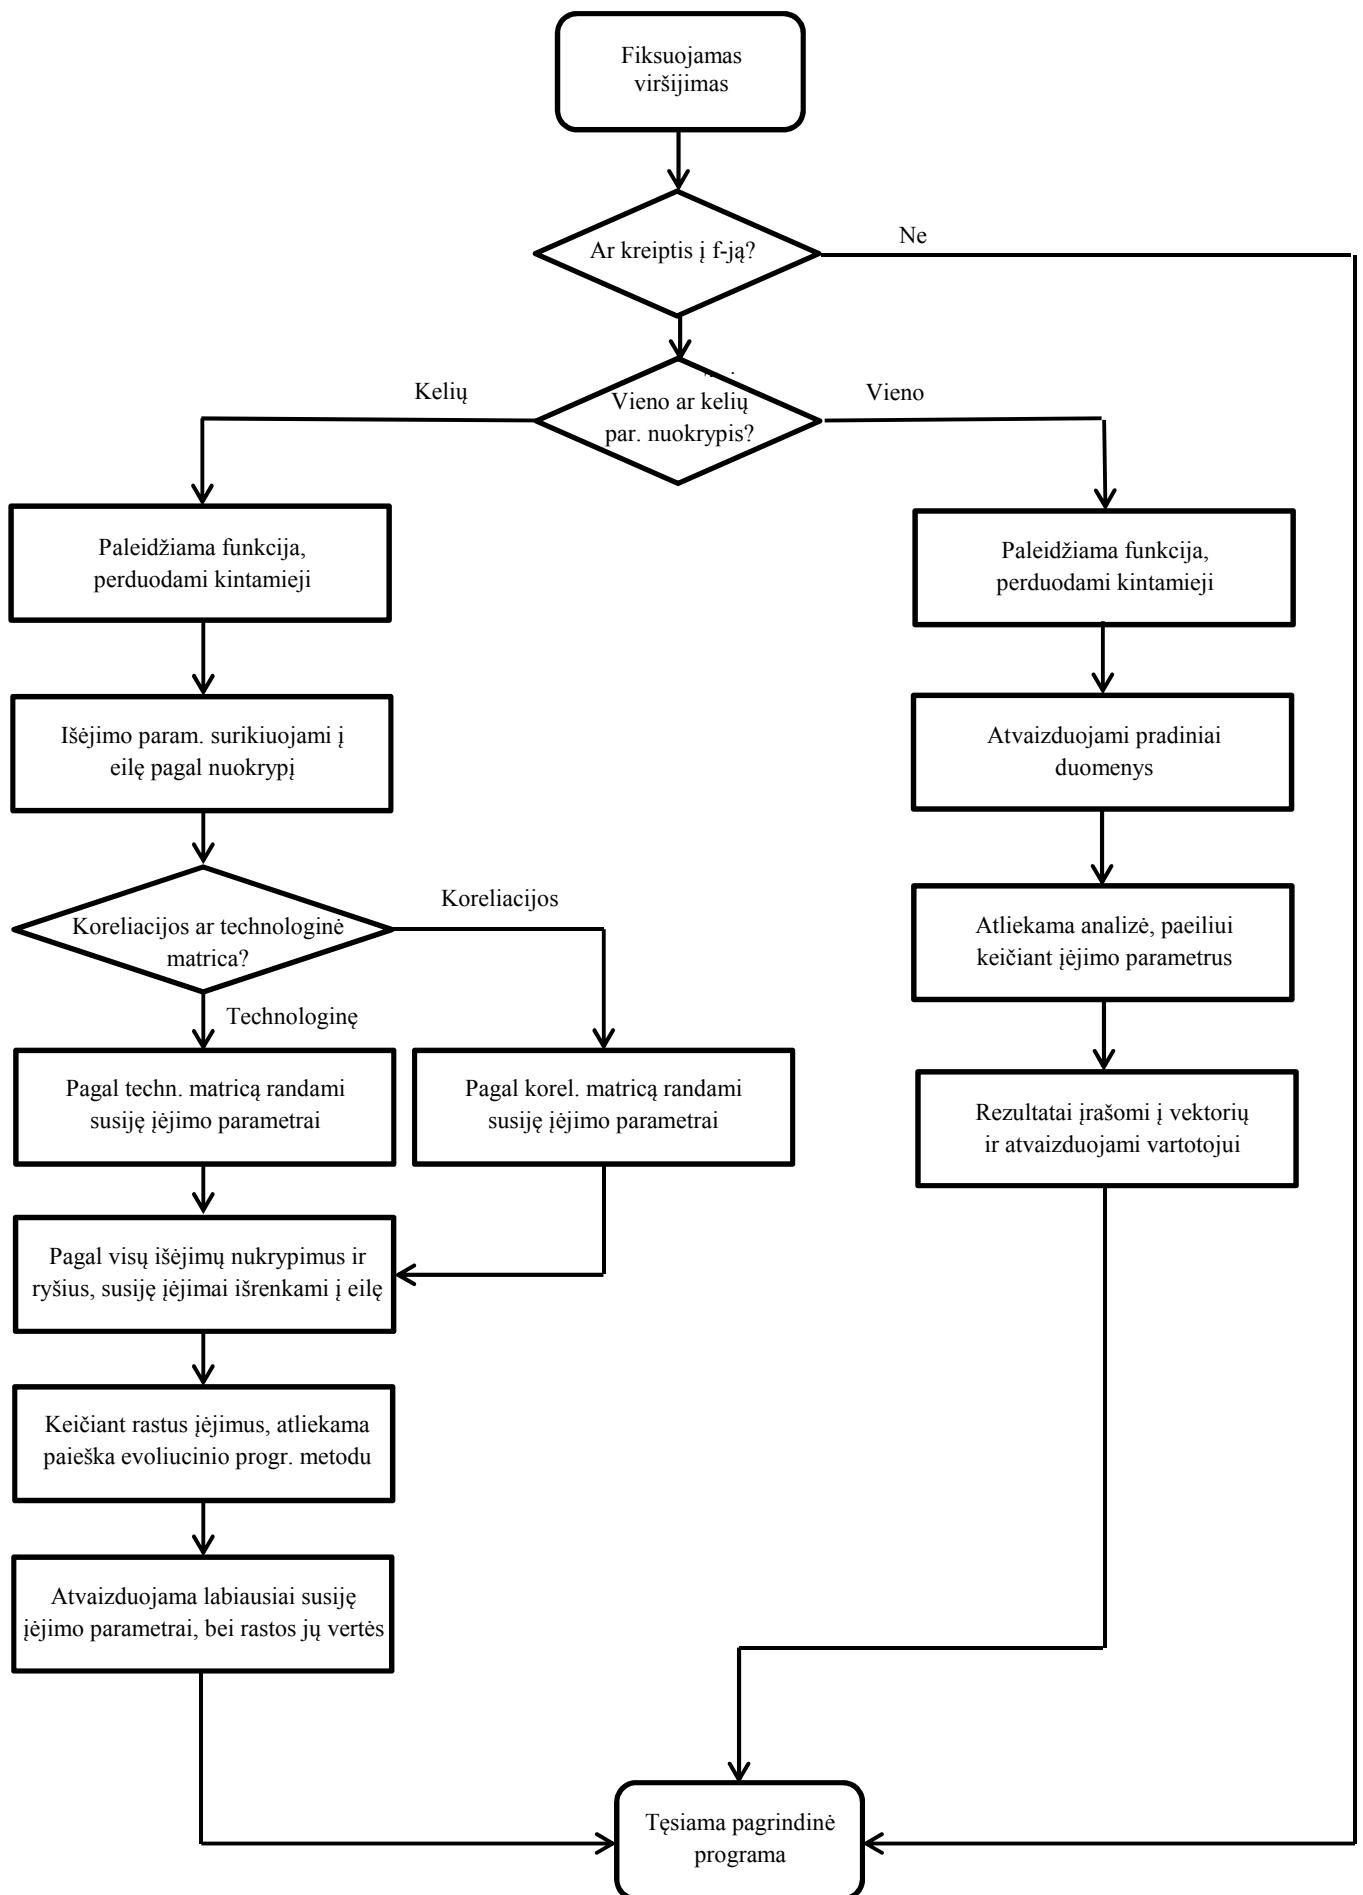 Fiksuojamas
viršijimas
Ar kreiptis į f-ją?
Ne
Kelių
Vieno
Vieno ar kelių
par. nuokrypis?
Paleidžiama funkcija,
perduodami kintamieji
Paleidžiama funkcija,
perduodami kintamieji
Išėjimo param. surikiuojami į
eilę pagal nuokrypį
Atvaizduojami pradiniai
duomenys
Koreliacijos
Koreliacijos ar technologinė
matrica?
Atliekama analizė, paeiliui
keičiant įėjimo parametrus
Technologinę
Pagal techn. matricą randami
susiję įėjimo parametrai
Pagal korel. matricą randami
susiję įėjimo parametrai
Rezultatai įrašomi į vektorių
ir atvaizduojami vartotojui
Pagal visų išėjimų nukrypimus ir
ryšius, susiję įėjimai išrenkami į eilę
Keičiant rastus įėjimus, atliekama
paieška evoliucinio progr. metodu
Atvaizduojama labiausiai susiję
įėjimo parametrai, bei rastos jų vertės
Tęsiama pagrindinė
programa